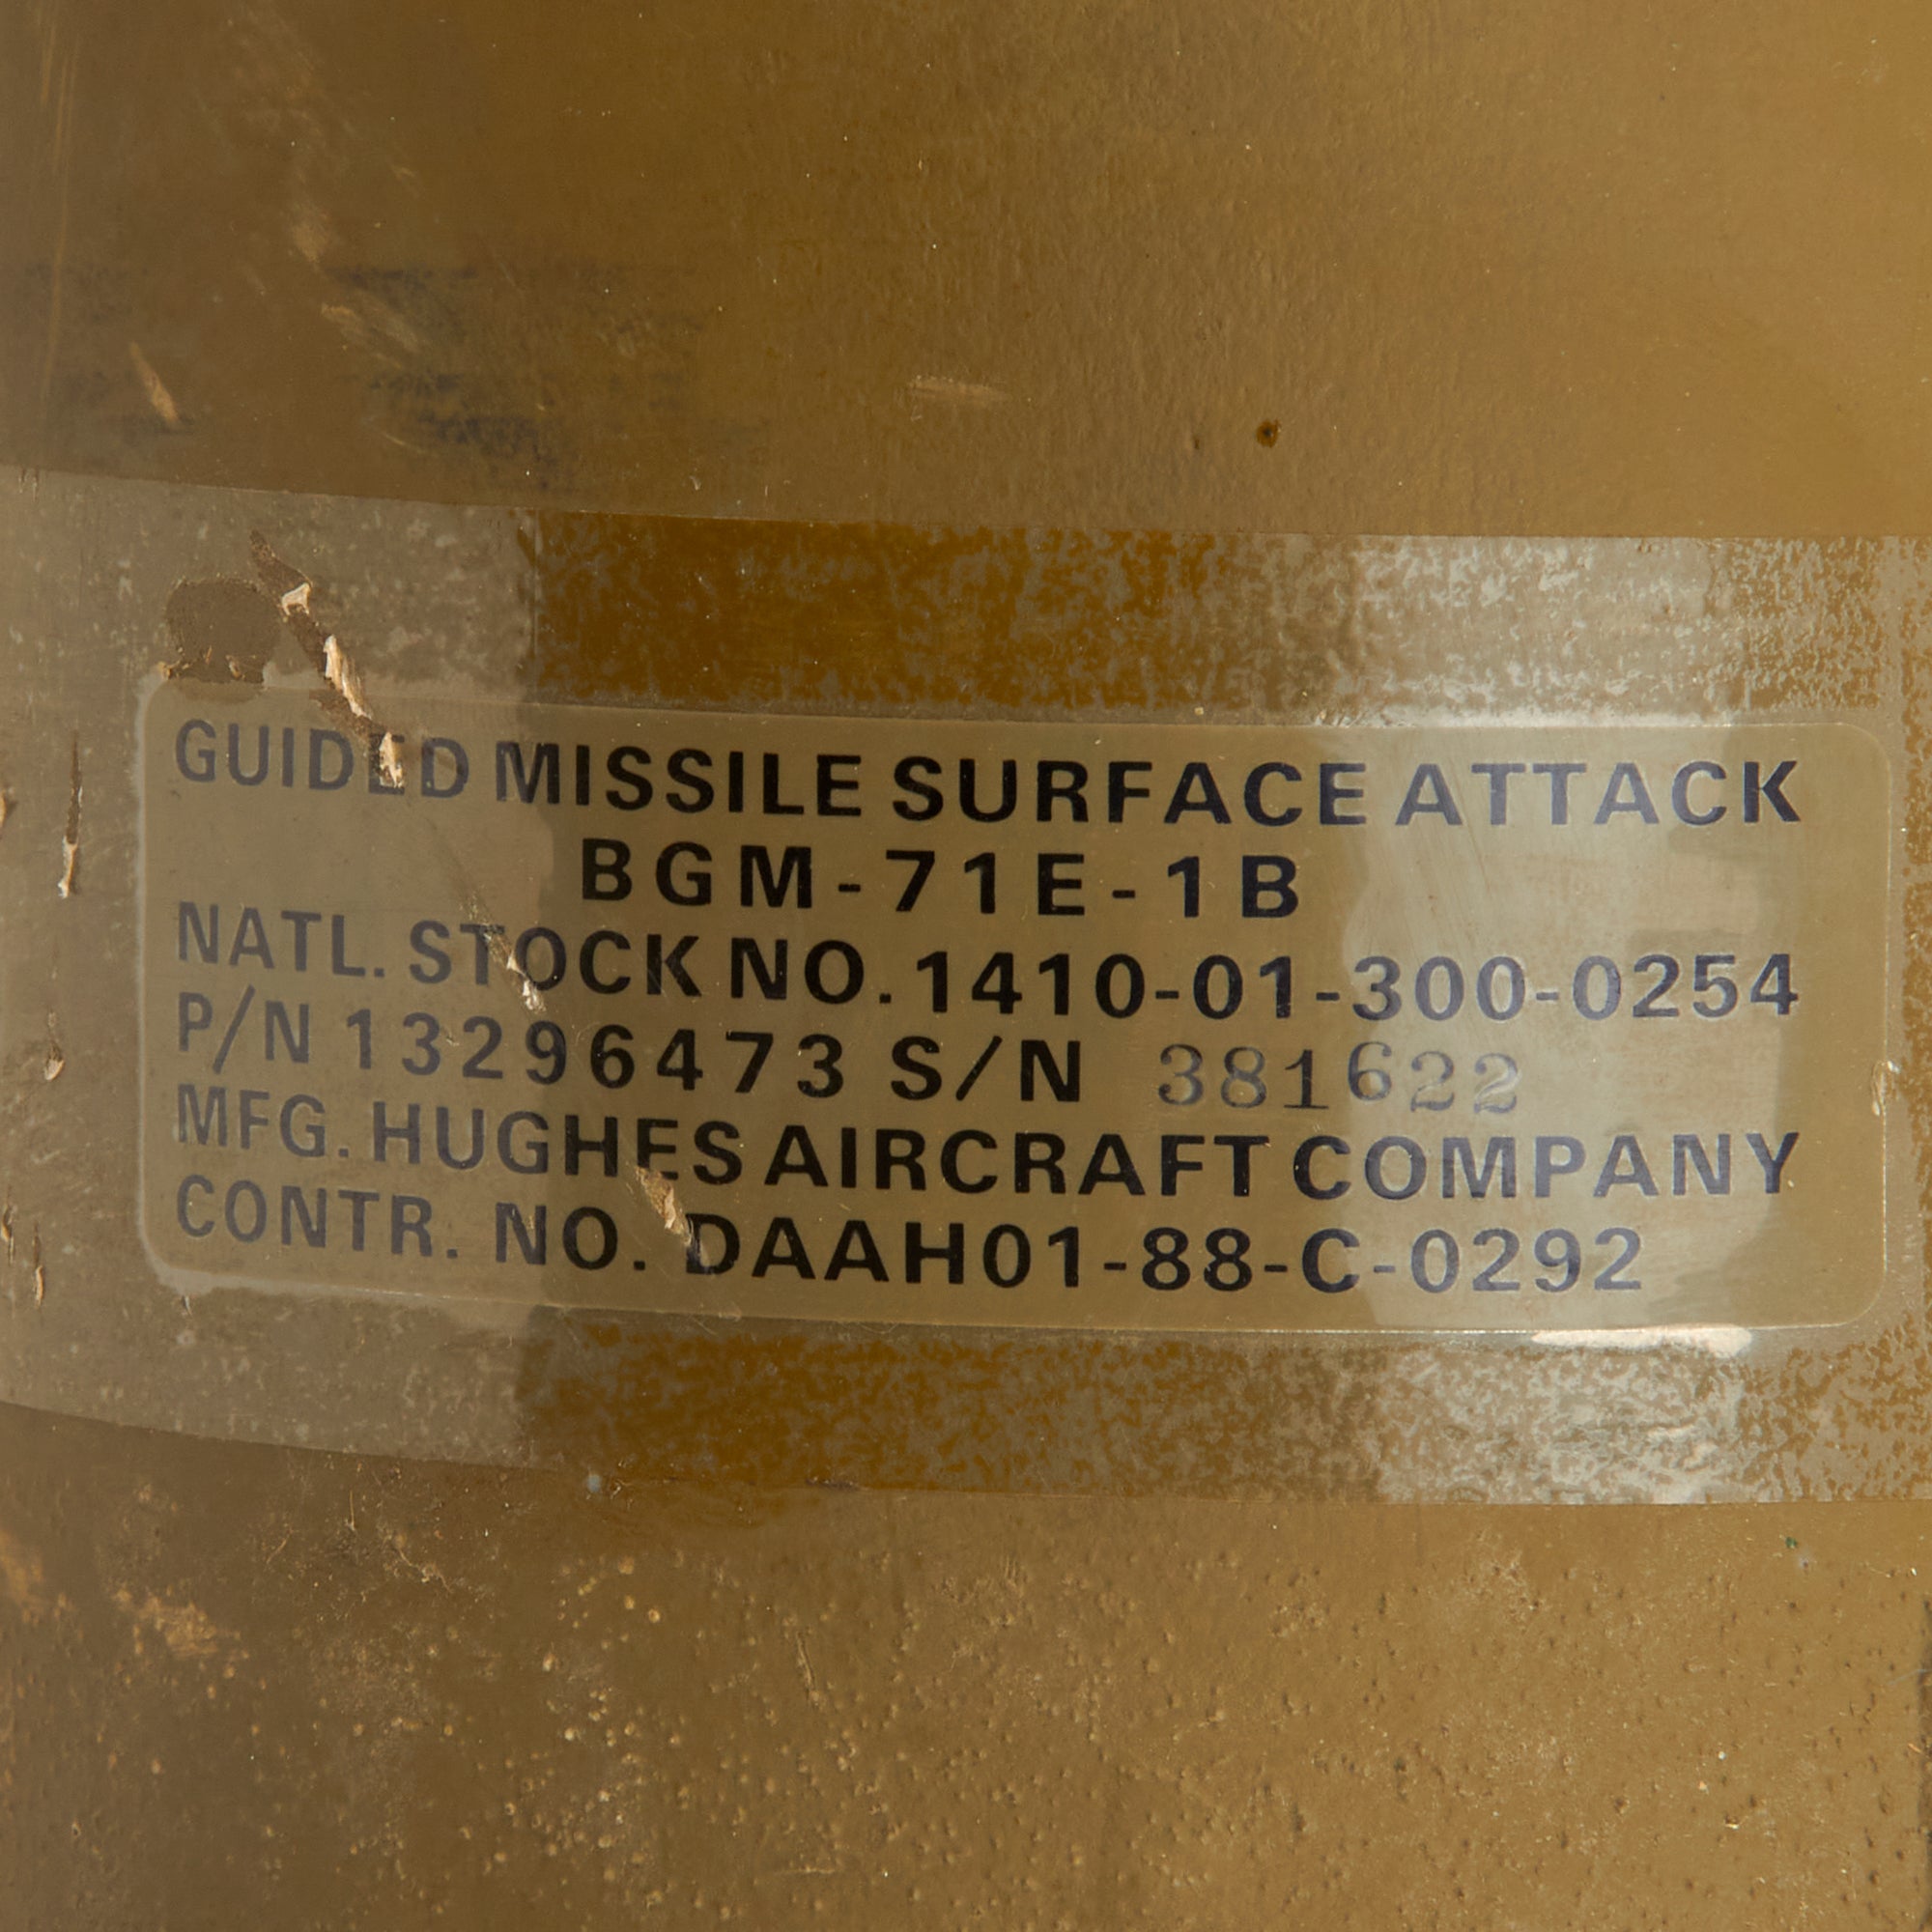 GUIDED MISSILE SURFACE ATTACK
BGM-71E-1B
NATL. STOCK NO. 1410-01-300-0254
P/N 13296473 S/N 381622
MFG. HUGHES AIRCRAFT COMPANY
CONTR. NO. DAAH01-88-C-0292